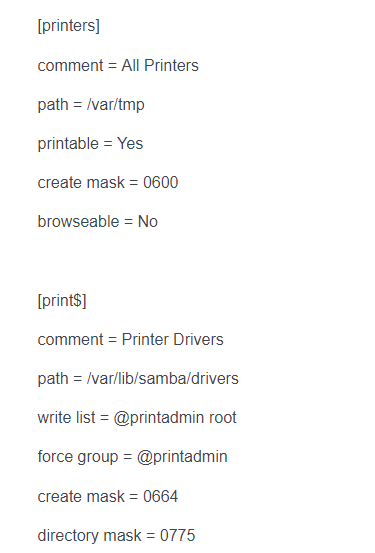 [printers]
comment = All Printers
path = /var/tmp
printable = Yes
create mask = 0600
browseable = No
[print$]
comment = Printer Drivers
path = /var/lib/samba/drivers
write list = @printadmin root
force group = @printadmin
create mask = 0664
directory mask = 0775